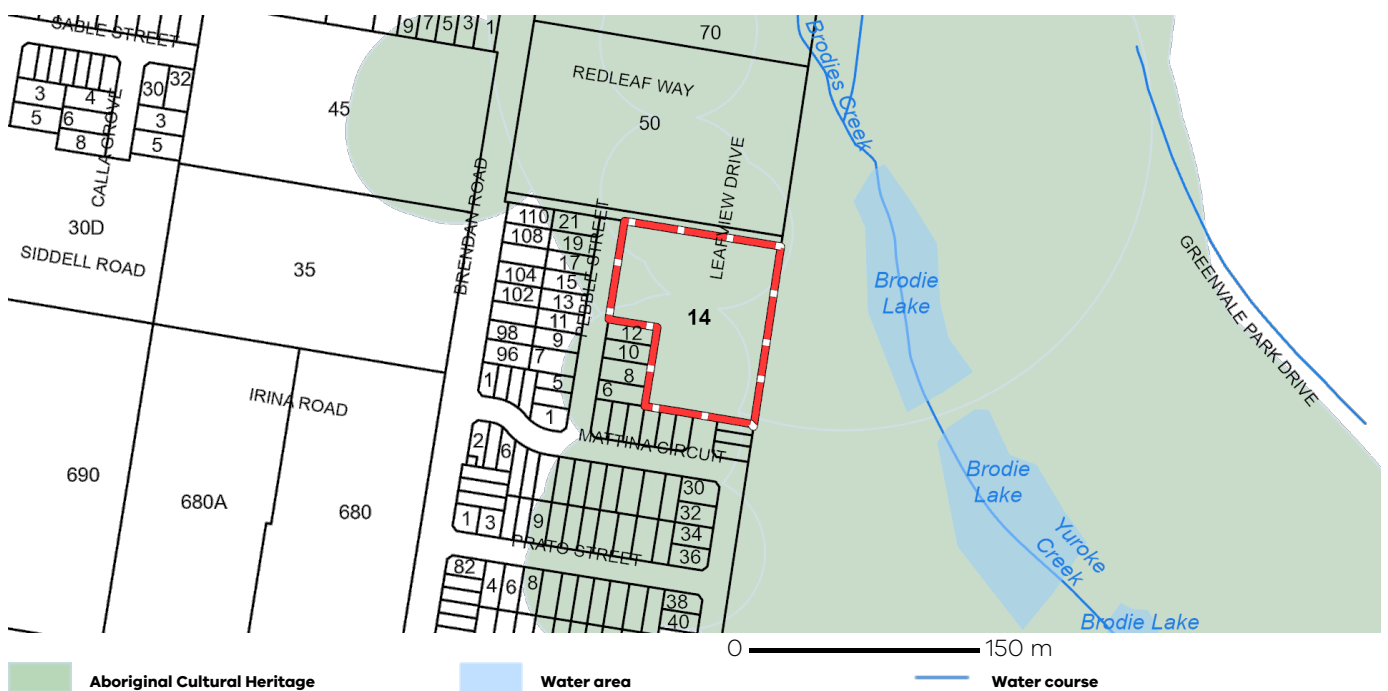 SABLE STREET
9 7 5 3 1
70
Brodies Creek
32
30
3 4
5 6
3
8 5
CALLA GROVE
45
REDLEAF WAY
50
LEAFVIEW DRIVE
BRENDAN ROAD
30D
SIDDELL ROAD
35
110 21
108 19
17
104 15
102 13
11
98 9
96 7
1 5
1
PEBBLE STREET
14
12
10
8
6
Brodie
Lake
GREENVALE PARK DRIVE
IRINA ROAD
MATTINA CIRCUIT
2 6
690
680A
680
30
32
34
36
1 3 9
PRATO STREET
82
4 6 8
38
40
Brodie
Lake
Yuroke
Creek
Brodie Lake
0 150 m
Aboriginal Cultural Heritage
Water area
Water course